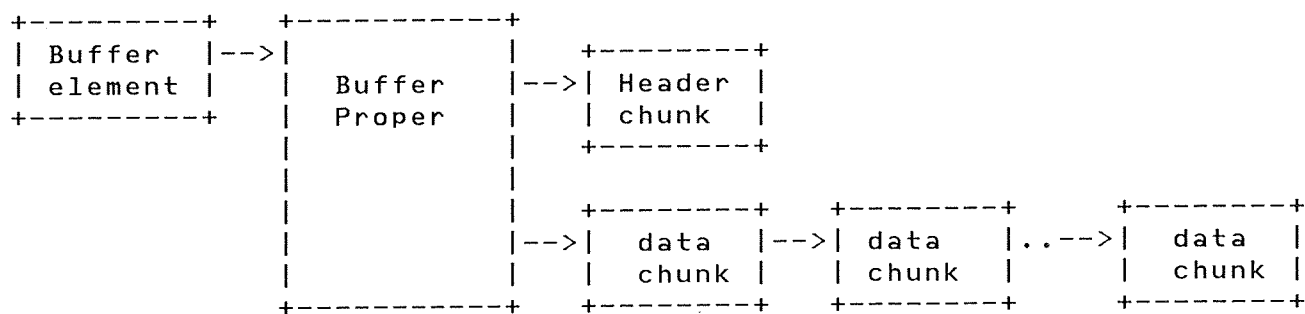 Buffer
element
Buffer
Proper
Header
chunk
data
chunk
data
chunk
data
chunk